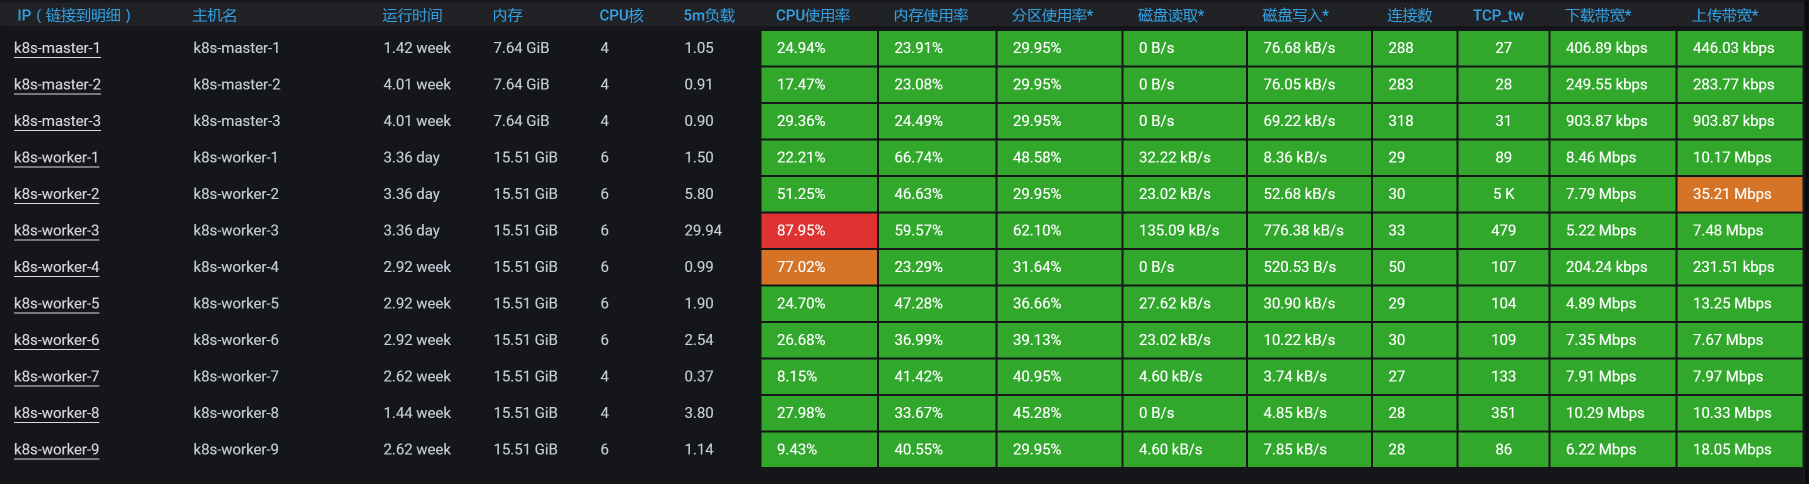 IP（链接到明细） 主机名 运行时间 内存 CPU核 5m负载 CPU使用率 内存使用率 分区使用率* 磁盘读取* 磁盘写入* 连接数 TCP_tw 下载带宽* 上传带宽*
k8s-master-1 k8s-master-1 1.42 week 7.64 GiB 4 1.05 24.94% 23.91% 29.95% 0 B/s 76.68 kB/s 288 27 406.89 kbps 446.03 kbps
k8s-master-2 k8s-master-2 4.01 week 7.64 GiB 4 0.91 17.47% 23.08% 29.95% 0 B/s 76.05 kB/s 283 28 249.55 kbps 283.77 kbps
k8s-master-3 k8s-master-3 4.01 week 7.64 GiB 4 0.90 29.36% 24.49% 29.95% 0 B/s 69.22 kB/s 318 31 903.87 kbps 903.87 kbps
k8s-worker-1 k8s-worker-1 3.36 day 15.51 GiB 6 1.50 22.21% 66.74% 48.58% 32.22 kB/s 8.36 kB/s 29 89 8.46 Mbps 10.17 Mbps
k8s-worker-2 k8s-worker-2 3.36 day 15.51 GiB 6 5.80 51.25% 46.63% 29.95% 23.02 kB/s 52.68 kB/s 30 5 K 7.79 Mbps 35.21 Mbps
k8s-worker-3 k8s-worker-3 3.36 day 15.51 GiB 6 29.94 87.95% 59.57% 62.10% 135.09 kB/s 776.38 kB/s 33 479 5.22 Mbps 7.48 Mbps
k8s-worker-4 k8s-worker-4 2.92 week 15.51 GiB 6 0.99 77.02% 23.29% 31.64% 0 B/s 520.53 B/s 50 107 204.24 kbps 231.51 kbps
k8s-worker-5 k8s-worker-5 2.92 week 15.51 GiB 6 1.90 24.70% 47.28% 36.66% 27.62 kB/s 30.90 kB/s 29 104 4.89 Mbps 13.25 Mbps
k8s-worker-6 k8s-worker-6 2.92 week 15.51 GiB 6 2.54 26.68% 36.99% 39.13% 23.02 kB/s 10.22 kB/s 30 109 7.35 Mbps 7.67 Mbps
k8s-worker-7 k8s-worker-7 2.62 week 15.51 GiB 4 0.37 8.15% 41.42% 40.95% 4.60 kB/s 3.74 kB/s 27 133 7.91 Mbps 7.97 Mbps
k8s-worker-8 k8s-worker-8 1.44 week 15.51 GiB 4 3.80 27.98% 33.67% 45.28% 0 B/s 4.85 kB/s 28 351 10.29 Mbps 10.33 Mbps
k8s-worker-9 k8s-worker-9 2.62 week 15.51 GiB 6 1.14 9.43% 40.55% 29.95% 4.60 kB/s 7.85 kB/s 28 86 6.22 Mbps 18.05 Mbps